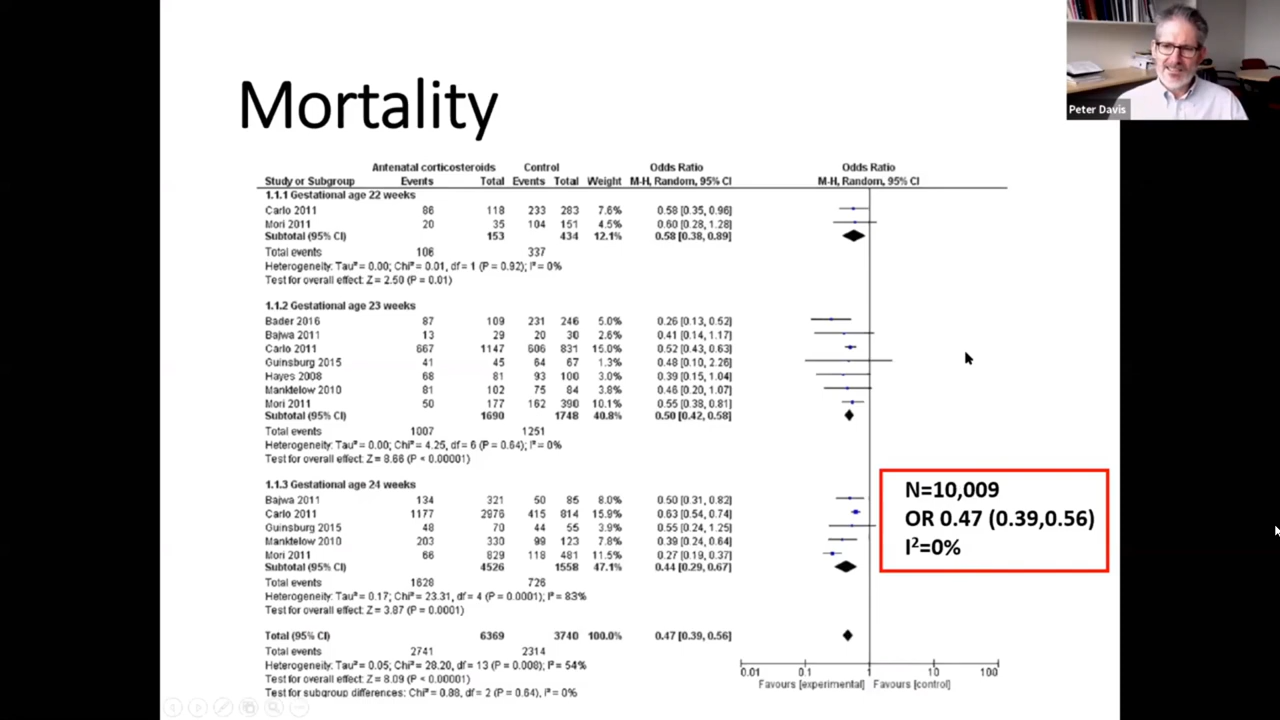 Mortality
Peter Davis
Antenatal corticosteroids Control Odds Ratio Odds Ratio
Study or Subgroup Events Total Events Total Weight M-H, Random, 95% CI M-H, Random, 95% CI
1.1.1 Gestational age 22 weeks
Carlo 2011 86 118 233 283 7.6% 0.58 [0.35, 0.96]
Mori 2011 20 35 104 151 4.5% 0.60 [0.28, 1.28]
Subtotal (95% CI) 153 434 12.1% 0.58 [0.38, 0.89]
Total events 106 337
Heterogeneity: Tau² = 0.00; Chi² = 0.01, df = 1 (P = 0.92); I² = 0%
Test for overall effect: Z = 2.50 (P = 0.01)
1.1.2 Gestational age 23 weeks
Bader 2016 87 109 231 246 5.0% 0.26 [0.13, 0.52]
Bajwa 2011 13 29 20 30 2.6% 0.41 [0.14, 1.17]
Carlo 2011 667 1147 606 831 15.0% 0.52 [0.43, 0.63]
Guinsburg 2015 41 45 64 67 1.3% 0.48 [0.10, 2.26]
Hayes 2008 68 81 93 100 3.0% 0.39 [0.15, 1.04]
Manktelow 2010 81 102 75 84 3.8% 0.46 [0.20, 1.07]
Mori 2011 50 177 162 390 10.1% 0.55 [0.38, 0.81]
Subtotal (95% CI) 1690 1748 40.8% 0.50 [0.42, 0.58]
Total events 1007 1251
Heterogeneity: Tau² = 0.00; Chi² = 4.25, df = 6 (P = 0.64); I² = 0%
Test for overall effect: Z = 8.66 (P < 0.00001)
1.1.3 Gestational age 24 weeks
Bajwa 2011 134 321 50 85 8.0% 0.50 [0.31, 0.82]
Carlo 2011 1177 2976 415 814 15.9% 0.63 [0.54, 0.74]
Guinsburg 2015 48 70 44 55 3.9% 0.55 [0.24, 1.25]
Manktelow 2010 203 330 99 123 7.8% 0.39 [0.24, 0.64]
Mori 2011 66 829 118 481 11.5% 0.27 [0.19, 0.37]
Subtotal (95% CI) 4526 1558 47.1% 0.44 [0.29, 0.67]
Total events 1628 726
Heterogeneity: Tau² = 0.17; Chi² = 23.31, df = 4 (P = 0.0001); I² = 83%
Test for overall effect: Z = 3.87 (P = 0.0001)
N=10,009
OR 0.47 (0.39,0.56)
I²=0%
Total (95% CI) 6369 3740 100.0% 0.47 [0.39, 0.56]
Total events 2741 2314
Heterogeneity: Tau² = 0.05; Chi² = 28.20, df = 13 (P = 0.008); I² = 54%
Test for overall effect: Z = 8.09 (P < 0.00001)
Test for subgroup differences: Chi² = 0.88, df = 2 (P = 0.64), I² = 0%
0.01 0.1 1 10 100
Favours [experimental] Favours [control]